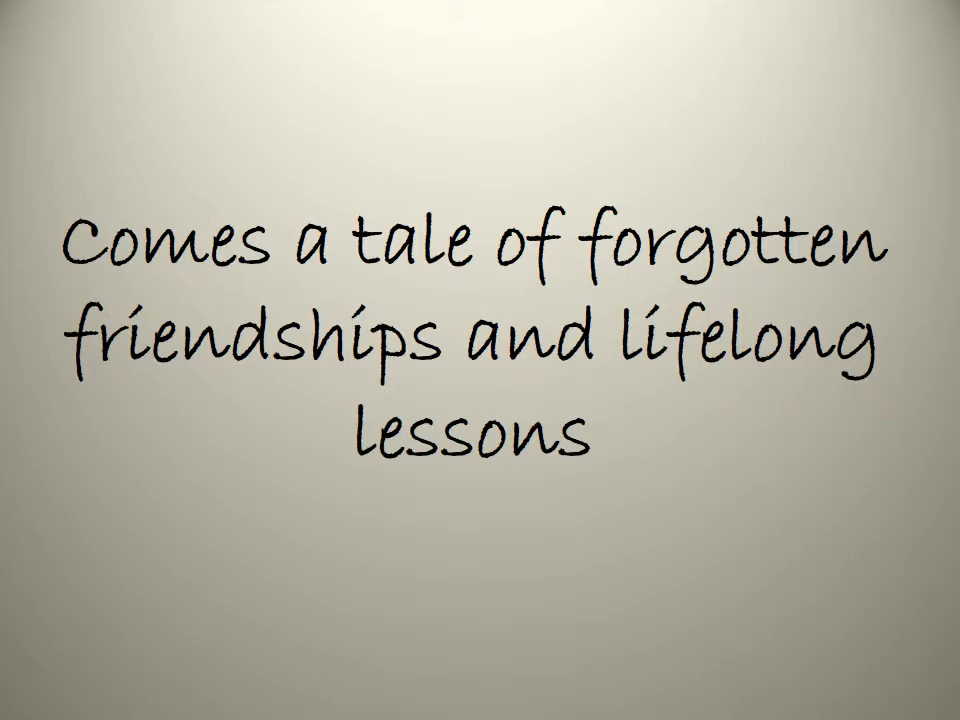 Comes a tale of forgotten
friendships and lifelong
lessons